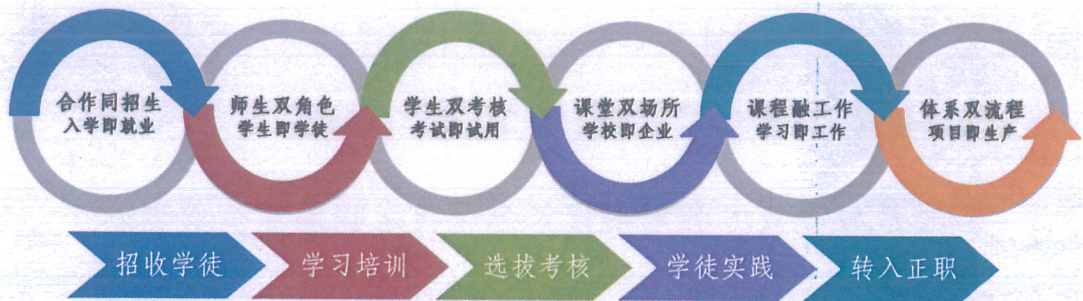 合作同招生
入学即就业
师生双角色
学生即学徒
学生双考核
考试即试用
课堂双场所
学校即企业
课程融工作
学习即工作
体系双流程
项目即生产
招收学徒
学习培训
选拔考核
学徒实践
转入正职